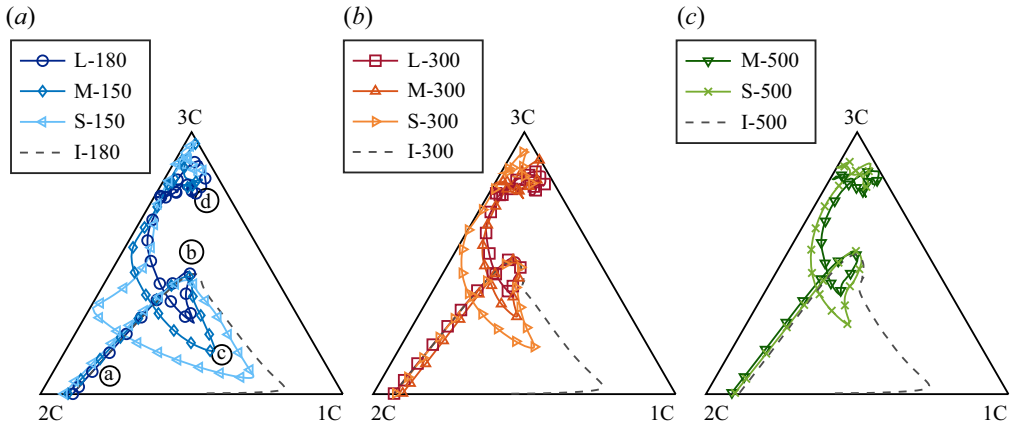 (a)
L-180
M-150
S-150
I-180
3C
d
b
c
a
2C
1C
(b)
L-300
M-300
S-300
I-300
3C
2C
1C
(c)
M-500
S-500
I-500
3C
2C
1C